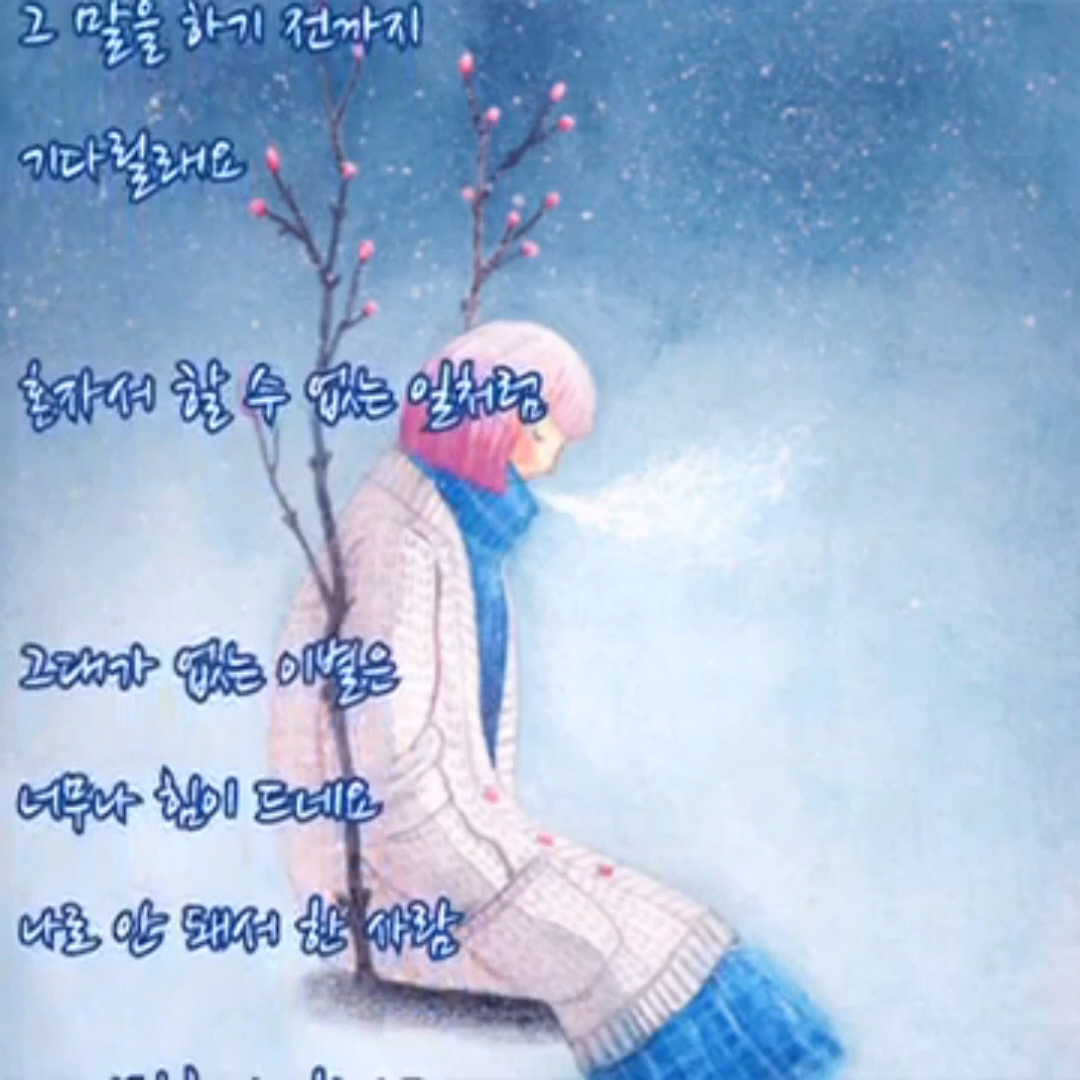 그 말을 하기 전까지
기다릴래요
혼자서 할 수 없는 일처럼
그대가 없는 이별은
너무나 힘이 드네요
나로 안 돼서 한 사람